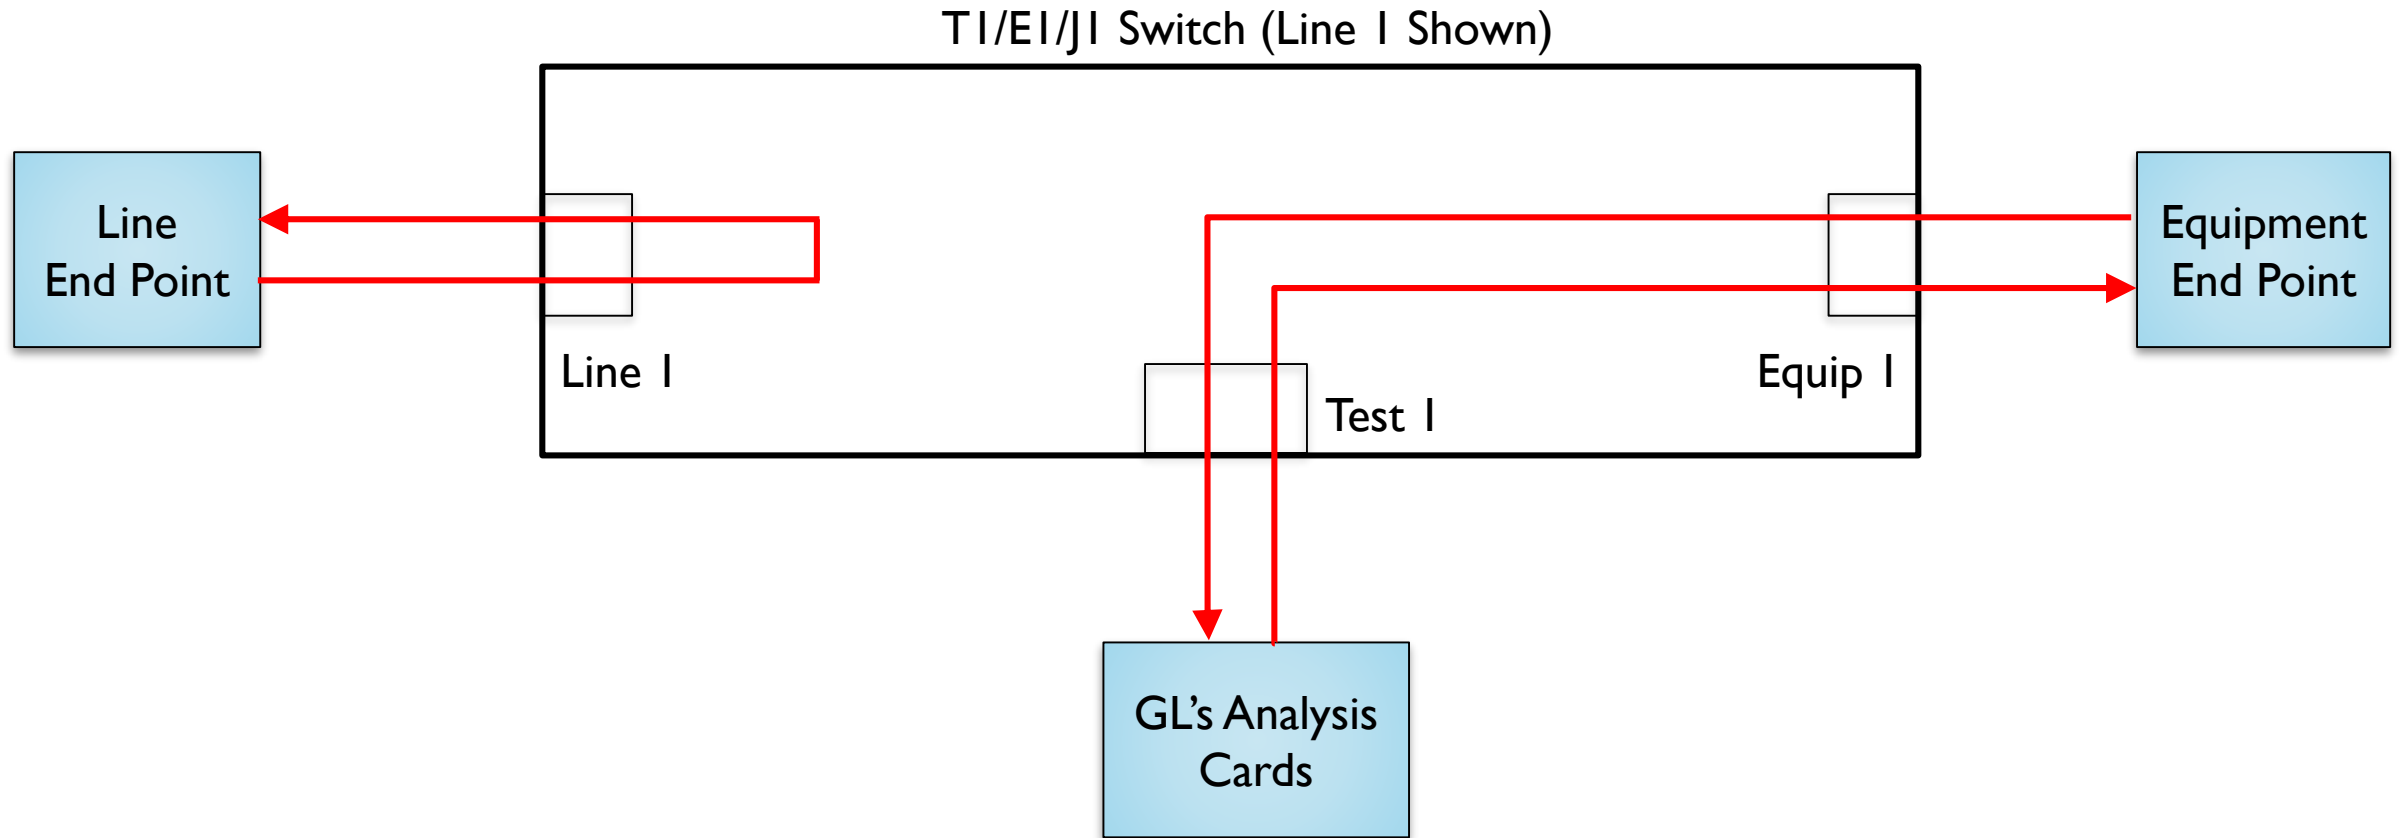 T1/E1/J1 Switch (Line 1 Shown)
Line
End Point
Equipment
End Point
Line 1
Equip 1
Test 1
GL’s Analysis
Cards